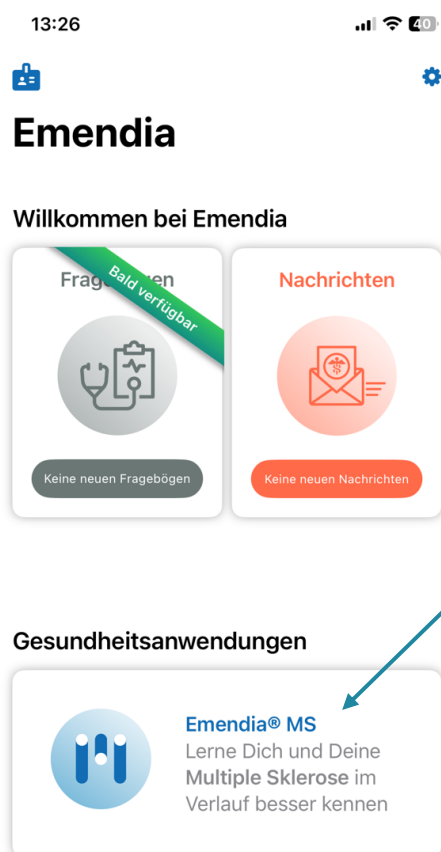 13:26
40
Emendia
Willkommen bei Emendia
Fragebögen
Bald verfügbar
Nachrichten
Keine neuen Fragebögen
Keine neuen Nachrichten
Gesundheitsanwendungen
Emendia® MS
Lerne Dich und Deine
Multiple Sklerose im
Verlauf besser kennen